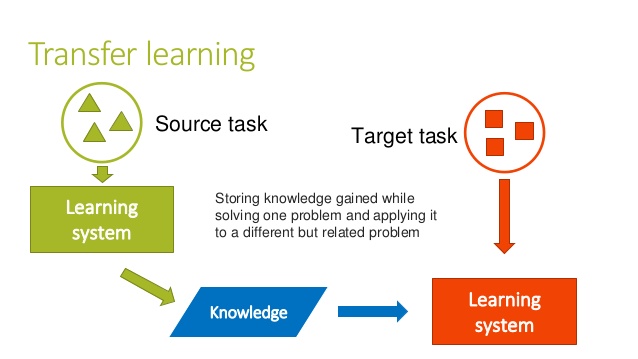 Transfer learning
Source task
Target task
Learning
system
Storing knowledge gained while
solving one problem and applying it
to a different but related problem
Knowledge
Learning
system